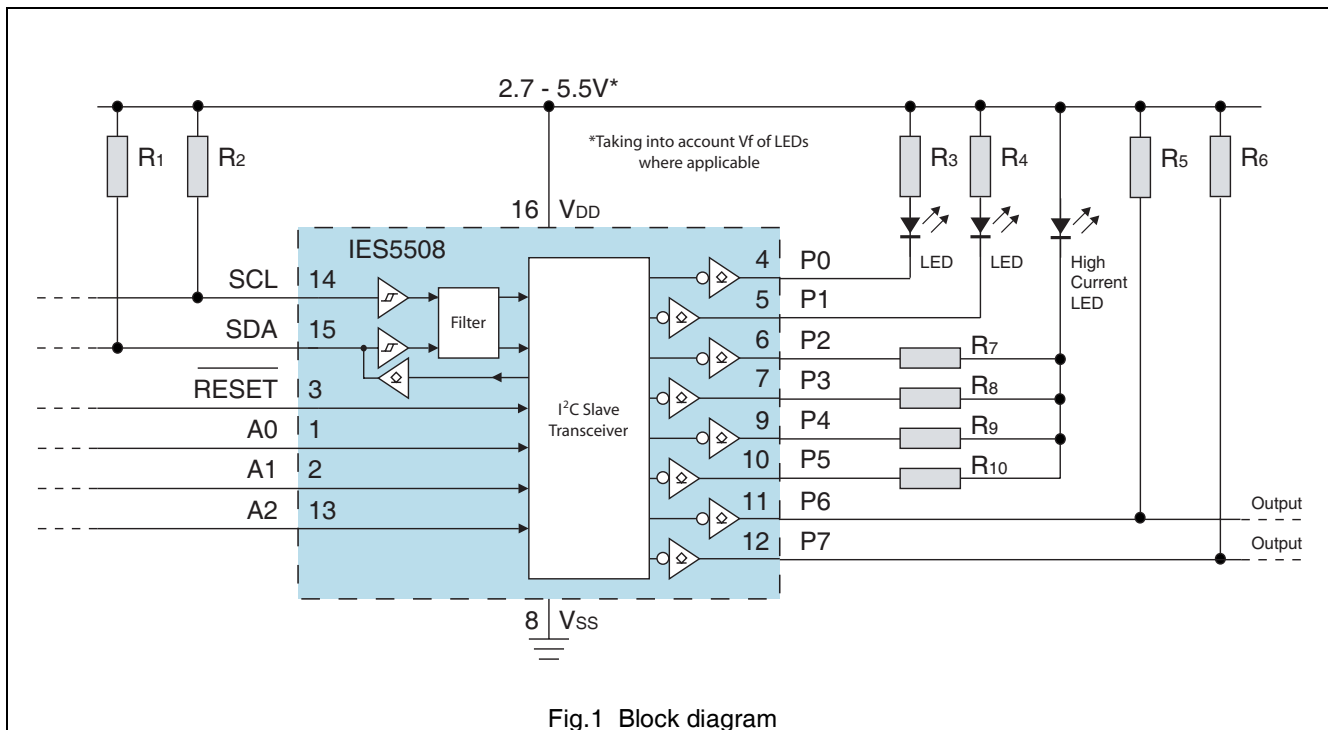 2.7 - 5.5V*
*Taking into account Vf of LEDs
where applicable
R1
R2
R3
R4
R5
R6
16 VDD
IES5508
SCL 14
SDA 15
RESET 3
A0 1
A1 2
A2 13
Filter
I2C Slave
Transceiver
4 P0
5 P1
6 P2
7 P3
9 P4
10 P5
11 P6
12 P7
LED
LED
High
Current
LED
R7
R8
R9
R10
Output
Output
8 VSS
Fig.1 Block diagram